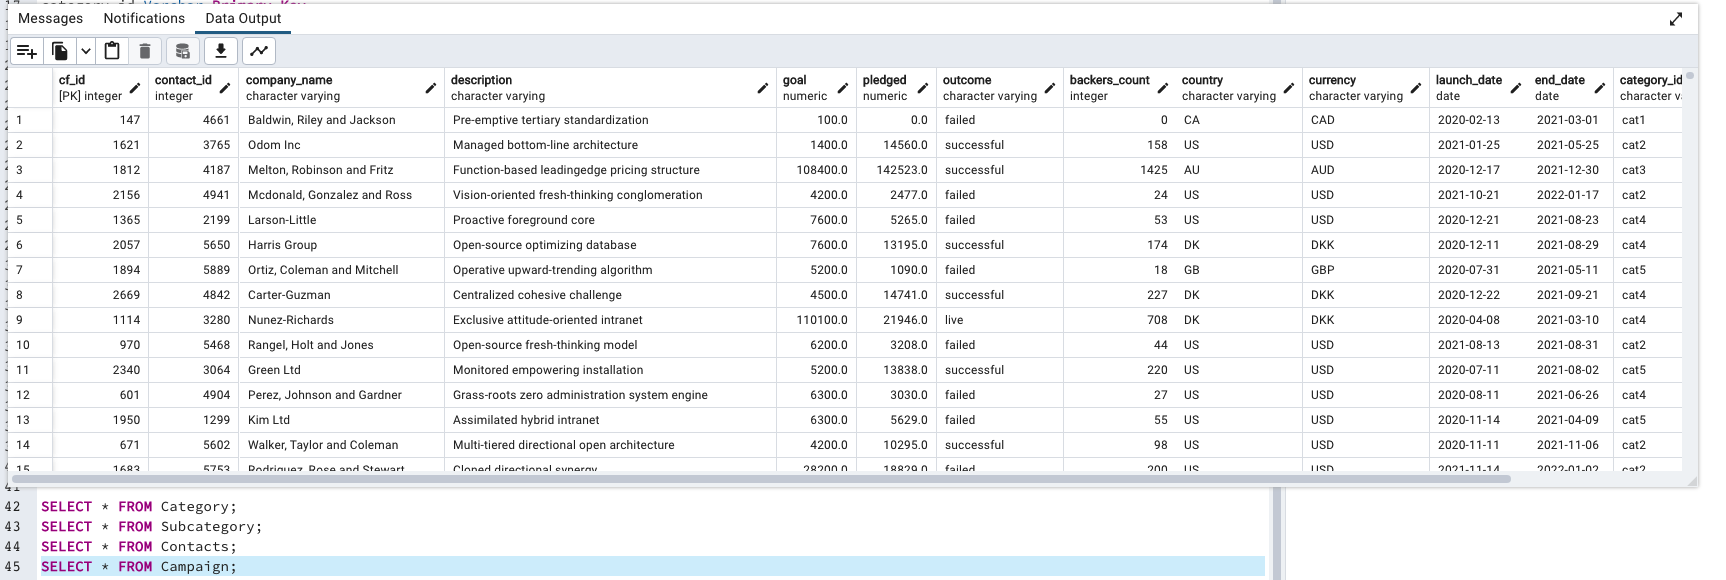 category_id Varchar Primary Key
Messages Notifications Data Output
cf_id contact_id company_name description goal pledged outcome backers_count country currency launch_date end_date category_id
[PK] integer integer character varying character varying numeric numeric character varying integer character varying character varying date date character v
1 147 4661 Baldwin, Riley and Jackson Pre-emptive tertiary standardization 100.0 0.0 failed 0 CA CAD 2020-02-13 2021-03-01 cat1
2 1621 3765 Odom Inc Managed bottom-line architecture 1400.0 14560.0 successful 158 US USD 2021-01-25 2021-05-25 cat2
3 1812 4187 Melton, Robinson and Fritz Function-based leadingedge pricing structure 108400.0 142523.0 successful 1425 AU AUD 2020-12-17 2021-12-30 cat3
4 2156 4941 Mcdonald, Gonzalez and Ross Vision-oriented fresh-thinking conglomeration 4200.0 2477.0 failed 24 US USD 2021-10-21 2022-01-17 cat2
5 1365 2199 Larson-Little Proactive foreground core 7600.0 5265.0 failed 53 US USD 2020-12-21 2021-08-23 cat4
6 2057 5650 Harris Group Open-source optimizing database 7600.0 13195.0 successful 174 DK DKK 2020-12-11 2021-08-29 cat4
7 1894 5889 Ortiz, Coleman and Mitchell Operative upward-trending algorithm 5200.0 1090.0 failed 18 GB GBP 2020-07-31 2021-05-11 cat5
8 2669 4842 Carter-Guzman Centralized cohesive challenge 4500.0 14741.0 successful 227 DK DKK 2020-12-22 2021-09-21 cat4
9 1114 3280 Nunez-Richards Exclusive attitude-oriented intranet 110100.0 21946.0 live 708 DK DKK 2020-04-08 2021-03-10 cat4
10 970 5468 Rangel, Holt and Jones Open-source fresh-thinking model 6200.0 3208.0 failed 44 US USD 2021-08-13 2021-08-31 cat2
11 2340 3064 Green Ltd Monitored empowering installation 5200.0 13838.0 successful 220 US USD 2020-07-11 2021-08-02 cat5
12 601 4904 Perez, Johnson and Gardner Grass-roots zero administration system engine 6300.0 3030.0 failed 27 US USD 2020-08-11 2021-06-26 cat4
13 1950 1299 Kim Ltd Assimilated hybrid intranet 6300.0 5629.0 failed 55 US USD 2020-11-14 2021-04-09 cat5
14 671 5602 Walker, Taylor and Coleman Multi-tiered directional open architecture 4200.0 10295.0 successful 98 US USD 2020-11-11 2021-11-06 cat2
15 1683 5753 Rodriguez, Rose and Stewart Cloned directional synergy 28200.0 18829.0 failed 200 US USD 2021-11-14 2022-01-02 cat2
41
42 SELECT * FROM Category;
43 SELECT * FROM Subcategory;
44 SELECT * FROM Contacts;
45 SELECT * FROM Campaign;